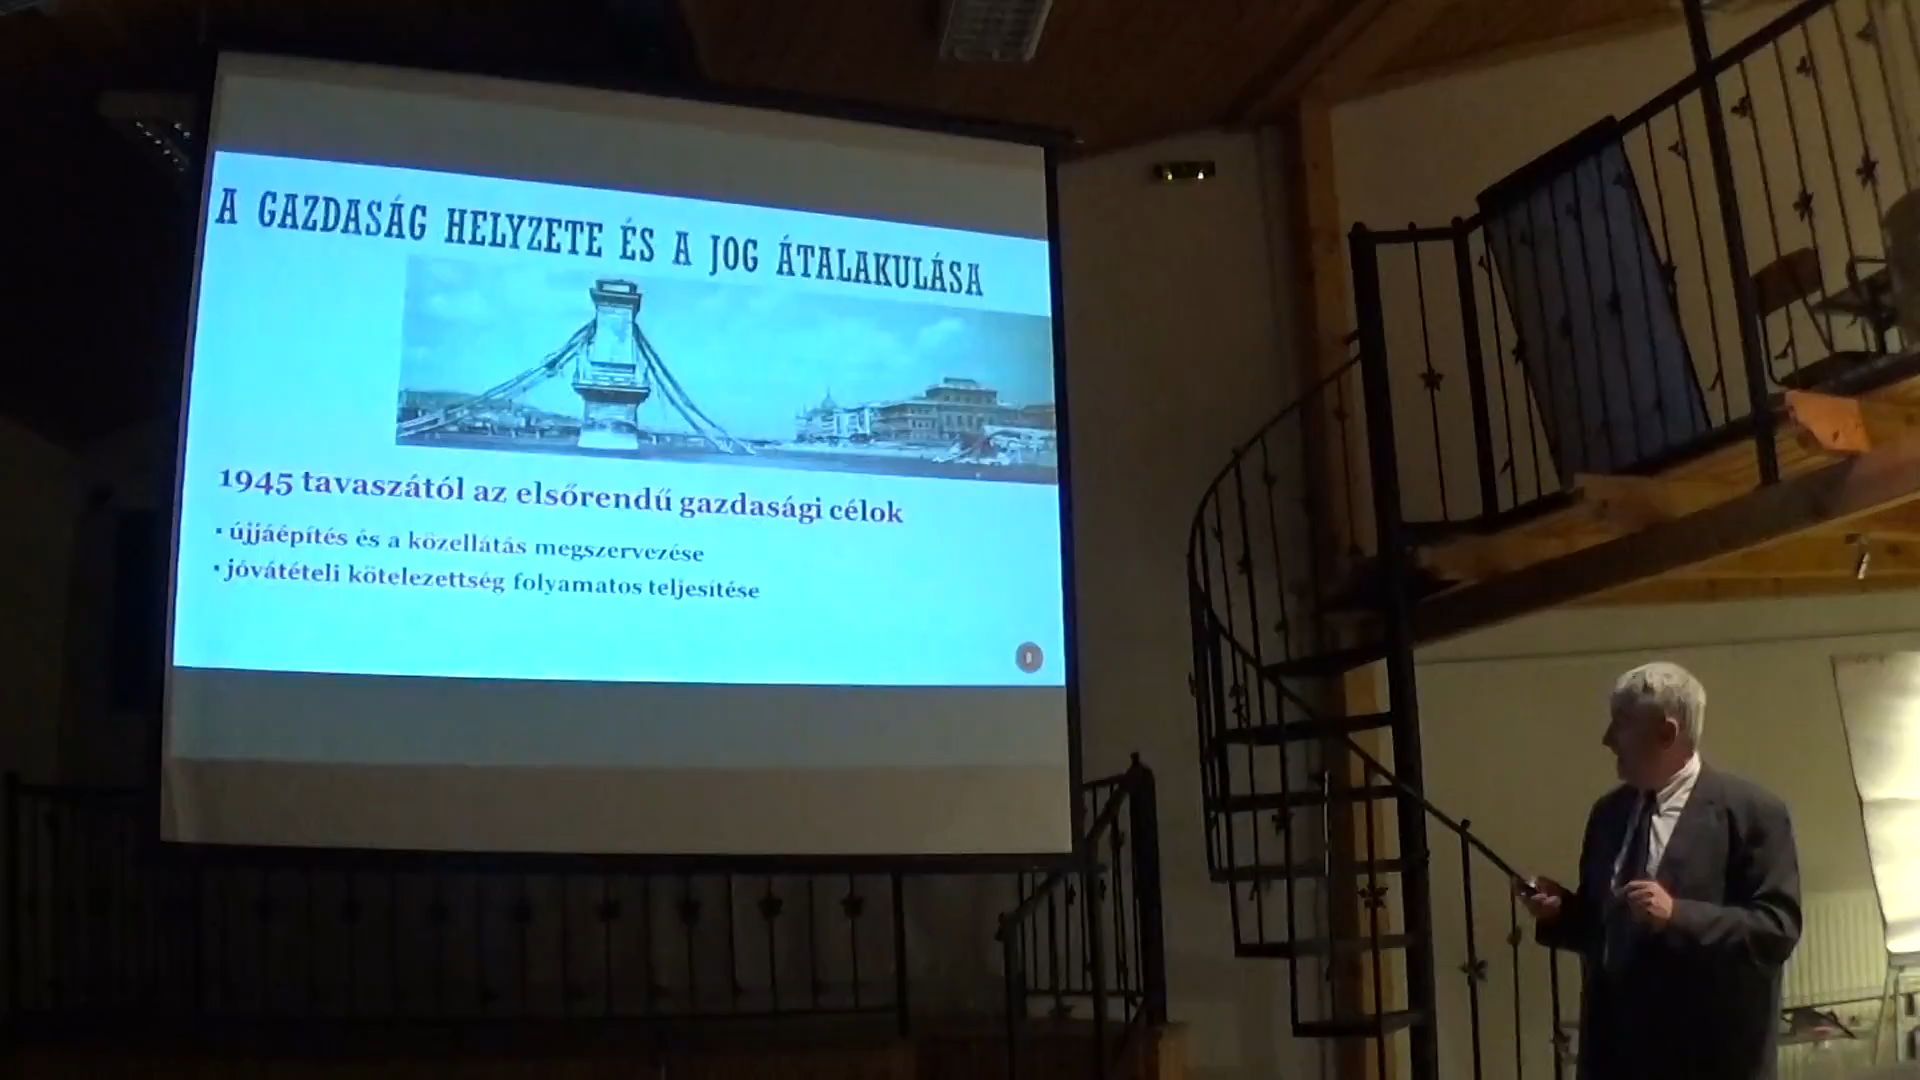 A GAZDASÁG HELYZETE ÉS A JOG ÁTALAKULÁSA
1945 tavaszától az elsőrendű gazdasági célok
▪ újjáépítés és a közellátás megszervezése
▪ jóvátételi kötelezettség folyamatos teljesítése